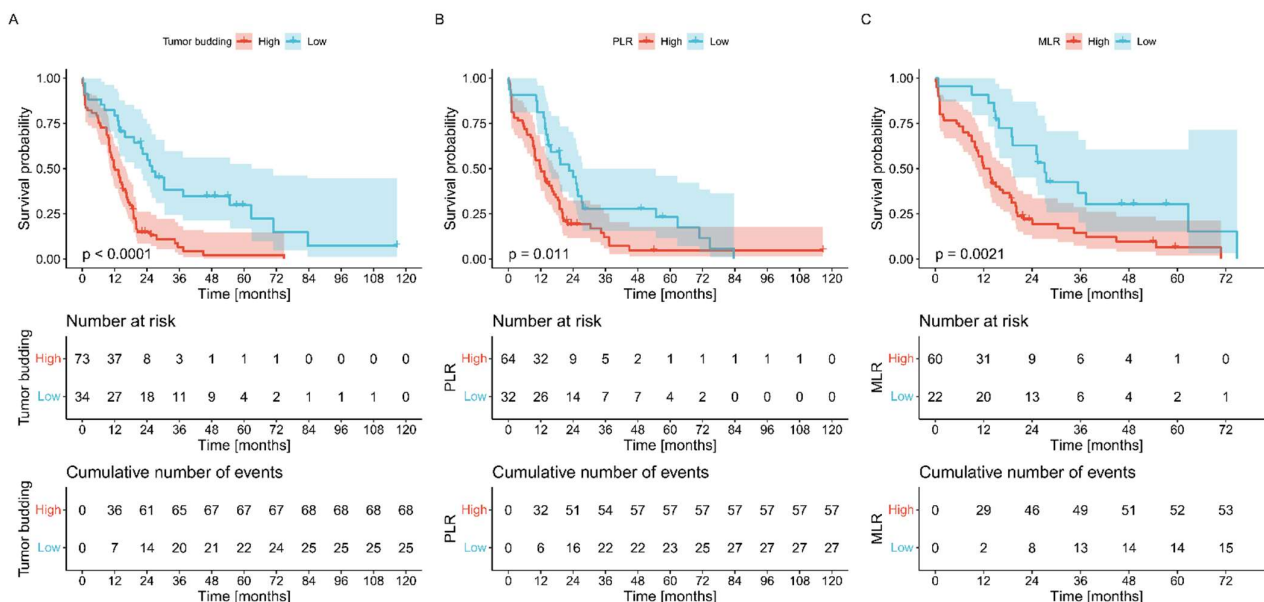 A
Tumor budding High Low
Survival probability
1.00
0.75
0.50
0.25
0.00
p < 0.0001
0 12 24 36 48 60 72 84 96 108 120
Time [months]
Number at risk
Tumor budding
High 73 37 8 3 1 1 1 0 0 0 0
Low 34 27 18 11 9 4 2 1 1 1 0
0 12 24 36 48 60 72 84 96 108 120
Time [months]
Cumulative number of events
Tumor budding
High 0 36 61 65 67 67 67 68 68 68 68
Low 0 7 14 20 21 22 24 25 25 25 25
0 12 24 36 48 60 72 84 96 108 120
Time [months]
B
PLR High Low
Survival probability
1.00
0.75
0.50
0.25
0.00
p = 0.011
0 12 24 36 48 60 72 84 96 108 120
Time [months]
Number at risk
PLR
High 64 32 9 5 2 1 1 1 1 1 0
Low 32 26 14 7 7 4 2 0 0 0 0
0 12 24 36 48 60 72 84 96 108 120
Time [months]
Cumulative number of events
PLR
High 0 32 51 54 57 57 57 57 57 57 57
Low 0 6 16 22 22 23 25 27 27 27 27
0 12 24 36 48 60 72 84 96 108 120
Time [months]
C
MLR High Low
Survival probability
1.00
0.75
0.50
0.25
0.00
p = 0.0021
0 12 24 36 48 60 72
Time [months]
Number at risk
MLR
High 60 31 9 6 4 1 0
Low 22 20 13 6 4 2 1
0 12 24 36 48 60 72
Time [months]
Cumulative number of events
MLR
High 0 29 46 49 51 52 53
Low 0 2 8 13 14 14 15
0 12 24 36 48 60 72
Time [months]